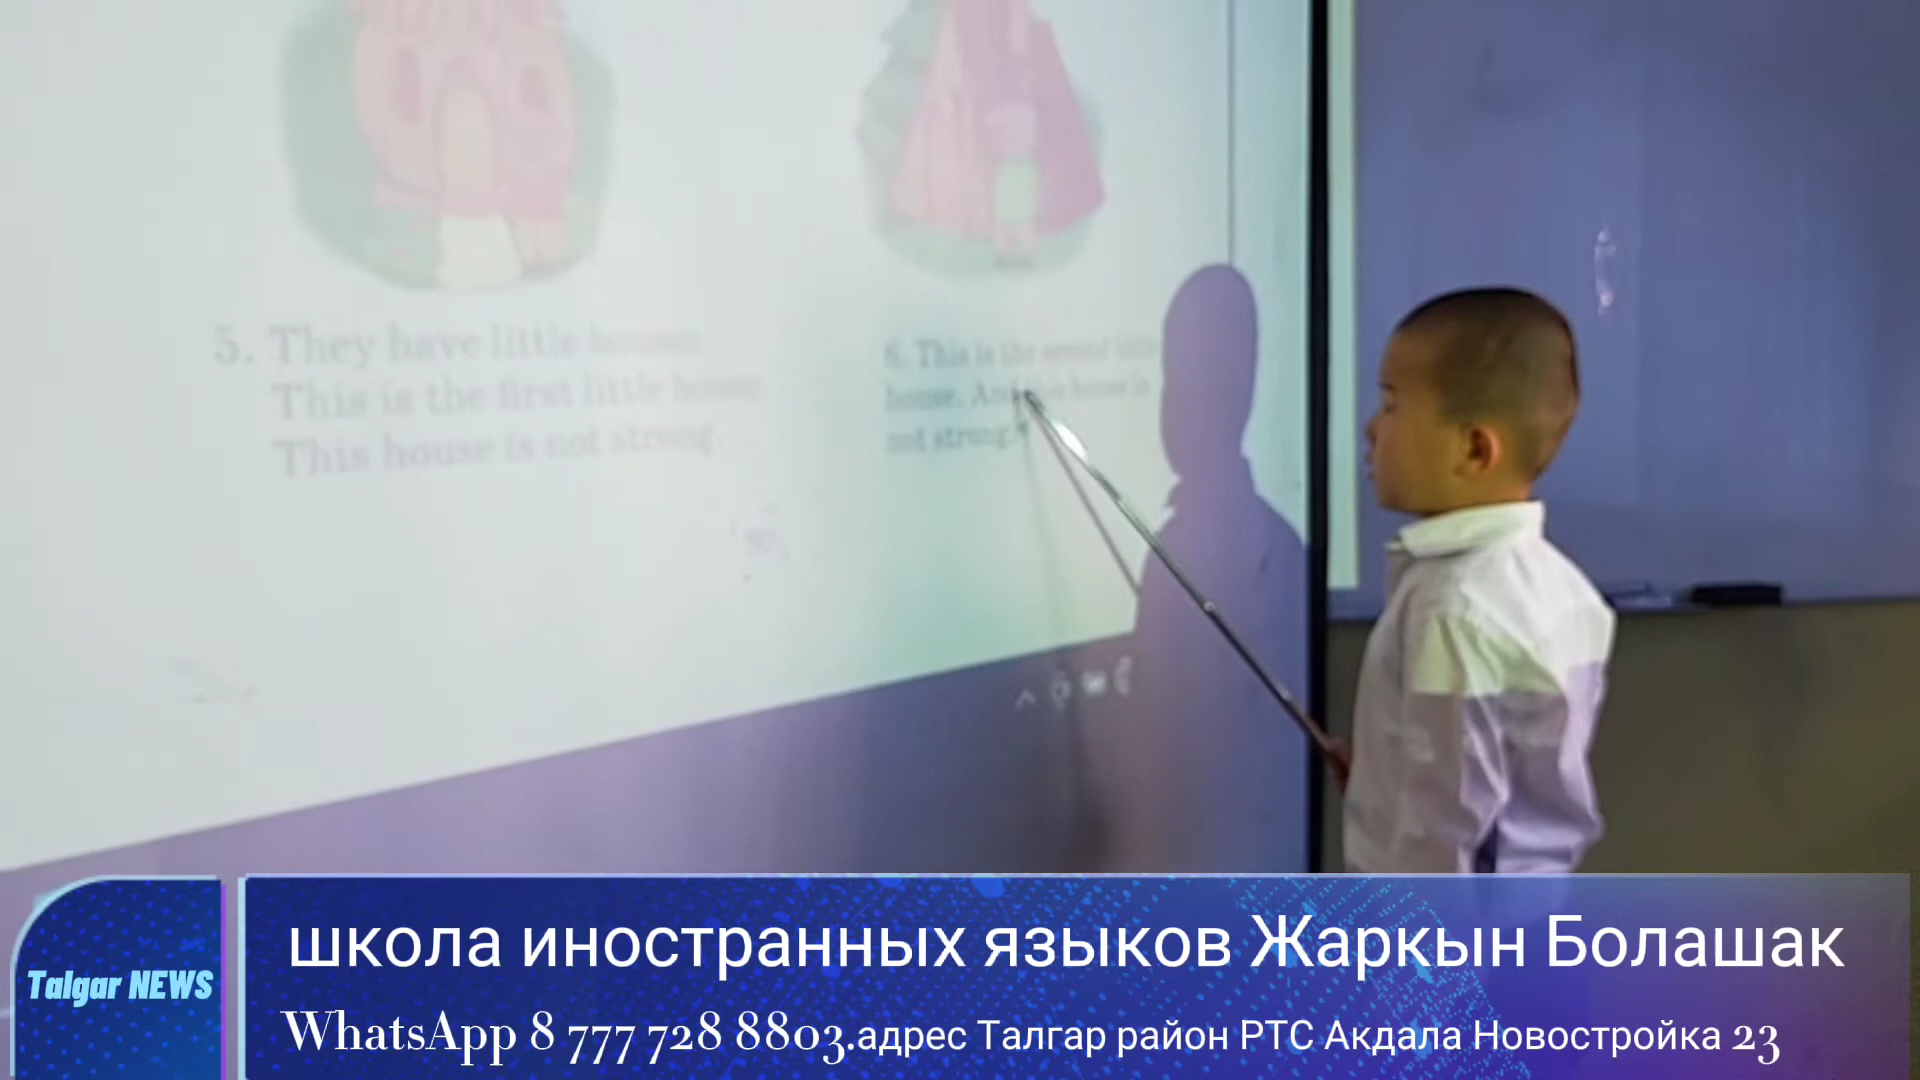 5. They have little houses.
This is the first little house.
This house is not strong.
6. This is the second little
house. And this house is
not strong.
Talgar NEWS
школа иностранных языков Жаркын Болашак
WhatsApp 8 777 728 8803.адрес Талгар район РТС Акдала Новостройка 23